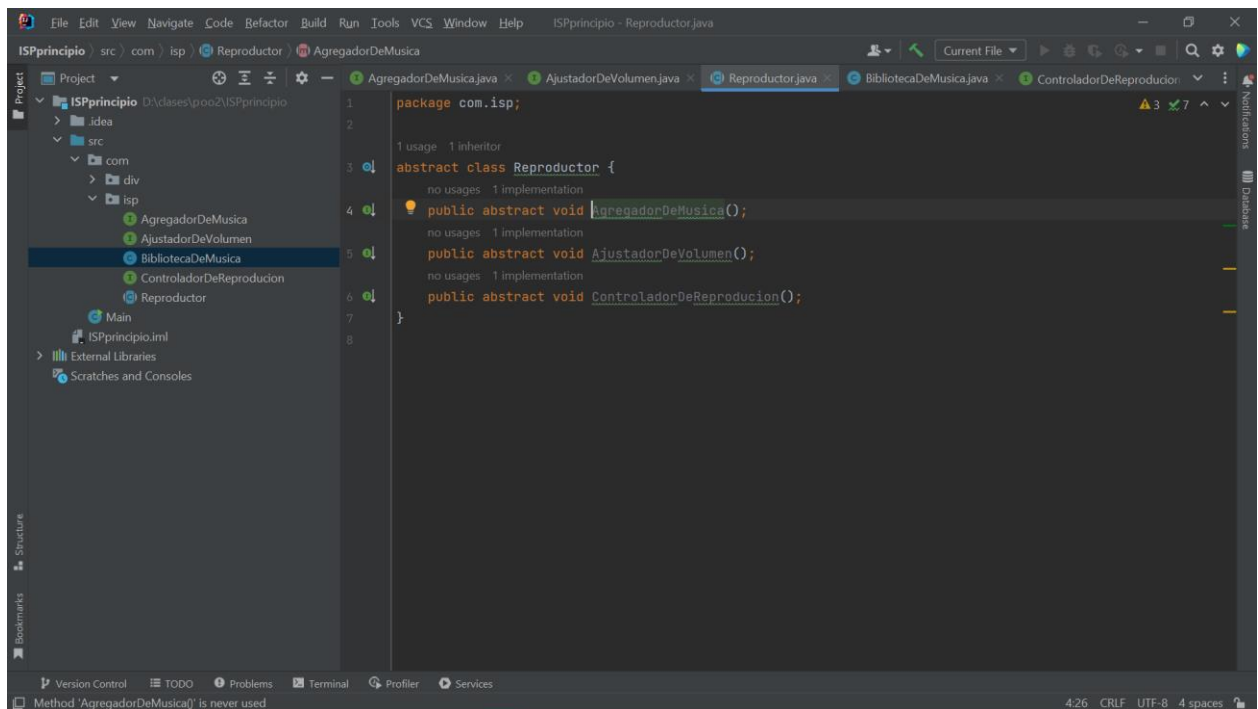 File Edit View Navigate Code Refactor Build Run Tools VCS Window Help ISPprincipio - Reproductor.java
ISPprincipio src com isp Reproductor AgregadorDeMusica
Current File
Project
AgregadorDeMusica.java AjustadorDeVolumen.java Reproductor.java BibliotecaDeMusica.java ControladorDeReproducion
Project
ISPprincipio D:\clases\poo2\ISPprincipio
.idea
src
com
div
isp
AgregadorDeMusica
AjustadorDeVolumen
BibliotecaDeMusica
ControladorDeReproducion
Reproductor
Main
ISPprincipio.iml
External Libraries
Scratches and Consoles
1 package com.isp;
2
1 usage 1 inheritor
3 abstract class Reproductor {
no usages 1 implementation
4 public abstract void AgregadorDeMusica();
no usages 1 implementation
5 public abstract void AjustadorDeVolumen();
no usages 1 implementation
6 public abstract void ControladorDeReproducion();
7 }
8
3 7
Notifications
Database
Structure
Bookmarks
Version Control TODO Problems Terminal Profiler Services
Method 'AgregadorDeMusica()' is never used
4:26 CRLF UTF-8 4 spaces